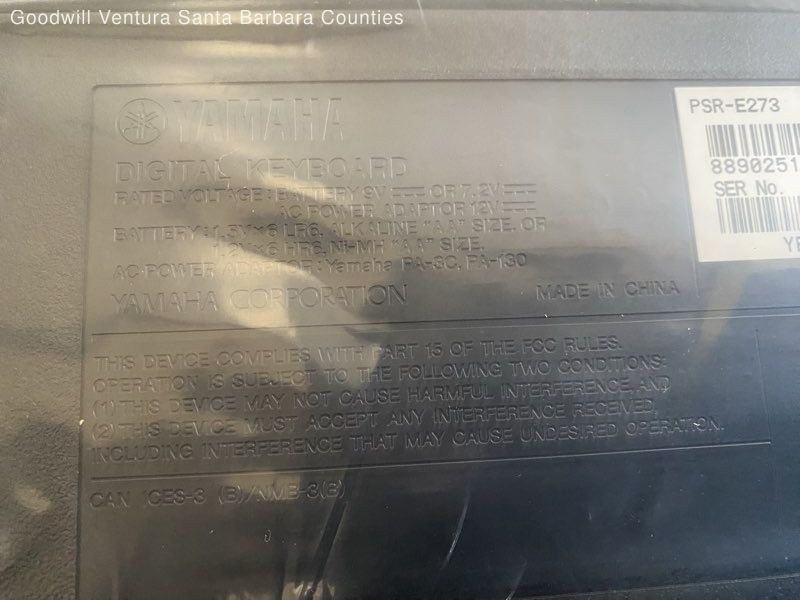 Goodwill Ventura Santa Barbara Counties
YAMAHA
DIGITAL KEYBOARD
RATED VOLTAGE: BATTERY 9V ⎓ OR 7.2V ⎓
AC POWER ADAPTOR 12V ⎓
BATTERY: 1.5V×6 LR6, ALKALINE "AA" SIZE, OR
1.2V×6 HR6, Ni-MH "AA" SIZE.
AC POWER ADAPTOR: Yamaha PA-3C, PA-130
YAMAHA CORPORATION MADE IN CHINA
PSR-E273
8890251
SER No.
THIS DEVICE COMPLIES WITH PART 15 OF THE FCC RULES.
OPERATION IS SUBJECT TO THE FOLLOWING TWO CONDITIONS:
(1) THIS DEVICE MAY NOT CAUSE HARMFUL INTERFERENCE, AND
(2) THIS DEVICE MUST ACCEPT ANY INTERFERENCE RECEIVED,
INCLUDING INTERFERENCE THAT MAY CAUSE UNDESIRED OPERATION.
CAN ICES-3 (B)/NMB-3(B)